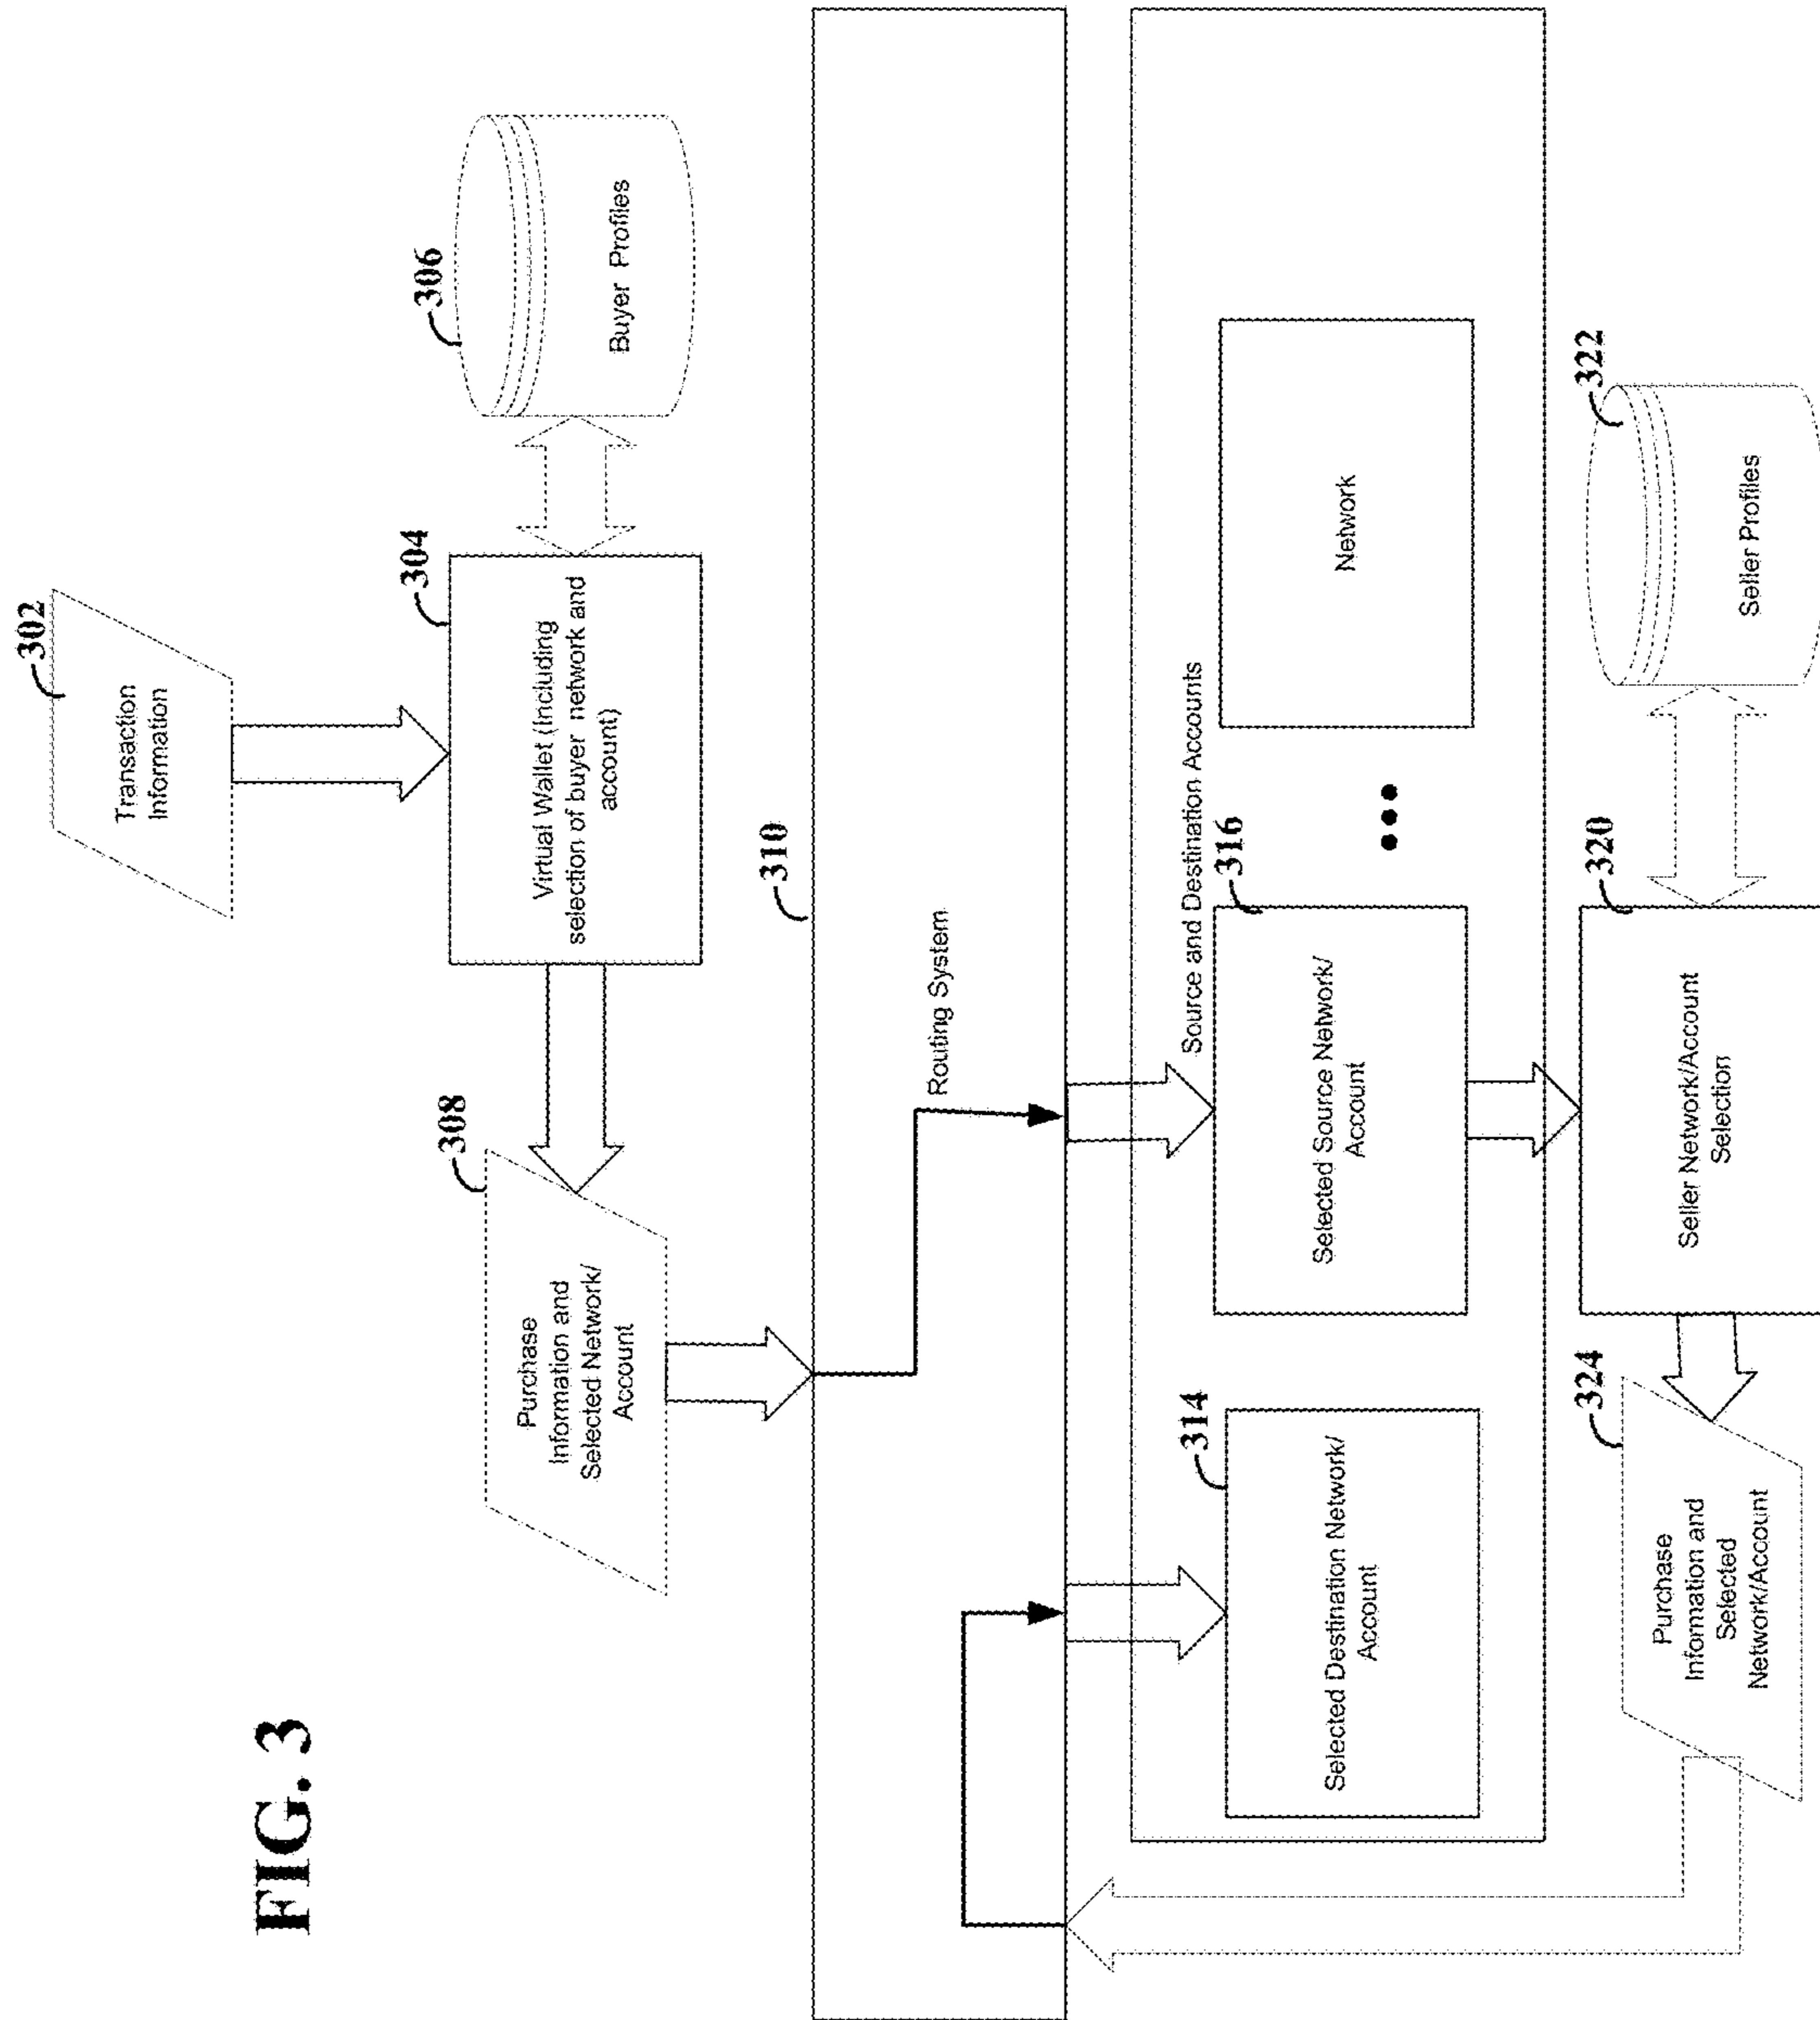 FIG. 3
302
Transaction
Information
304
Virtual Wallet (Including
selection of buyer network and
account)
306
Buyer Profiles
308
Purchase
Information and
Selected Network/
Account
310
Routing System
Source and Destination Accounts
314
Selected Destination Network/
Account
316
Selected Source Network/
Account
Network
320
Seller Network/Account
Selection
322
Seller Profiles
324
Purchase
Information and
Selected
Network/Account